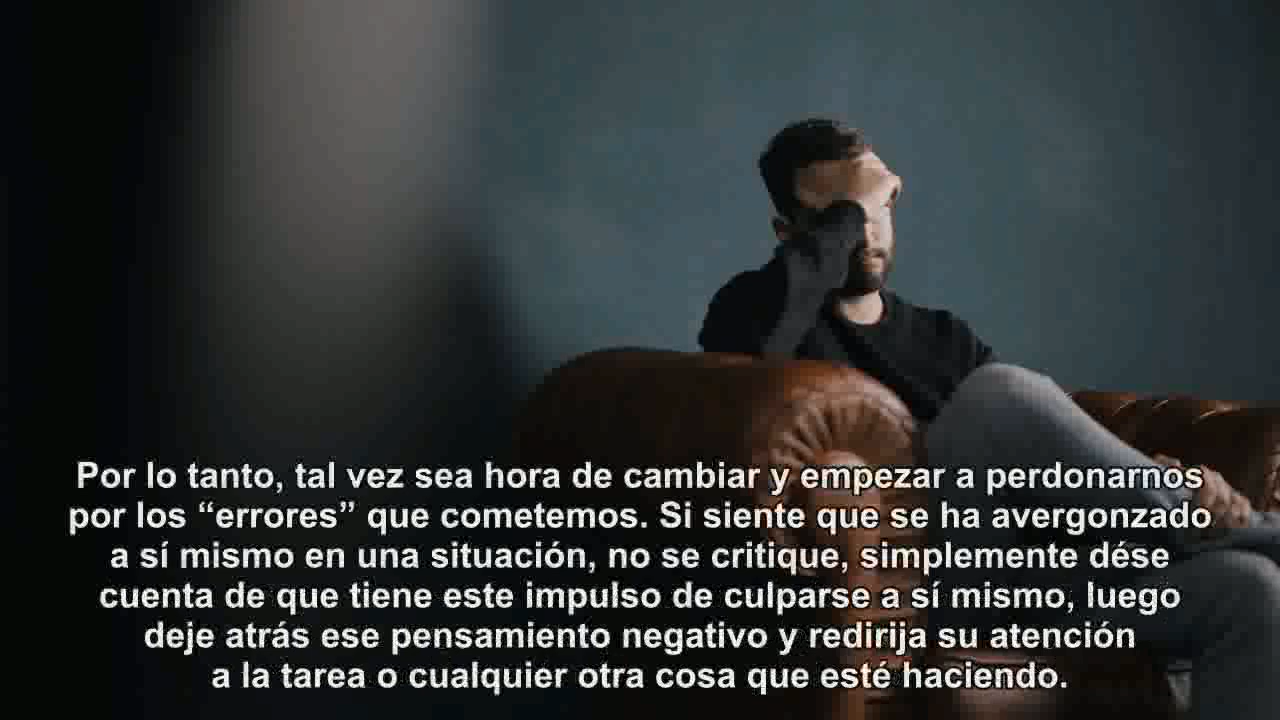 Por lo tanto, tal vez sea hora de cambiar y empezar a perdonarnos
por los “errores” que cometemos. Si siente que se ha avergonzado
a sí mismo en una situación, no se critique, simplemente dése
cuenta de que tiene este impulso de culparse a sí mismo, luego
deje atrás ese pensamiento negativo y redirija su atención
a la tarea o cualquier otra cosa que esté haciendo.